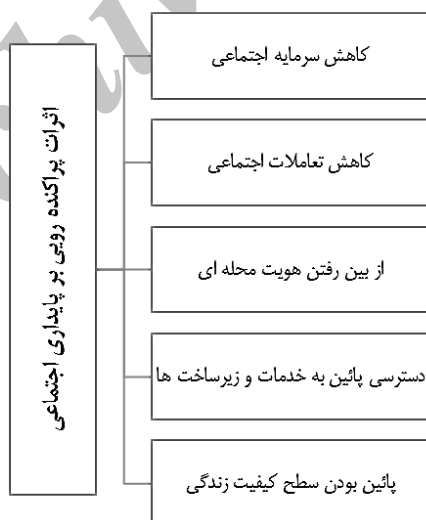 اثرات پراکنده رویی بر پایداری اجتماعی
کاهش سرمایه اجتماعی
کاهش تعاملات اجتماعی
از بین رفتن هویت محله ای
دسترسی پائین به خدمات و زیرساخت ها
پائین بودن سطح کیفیت زندگی